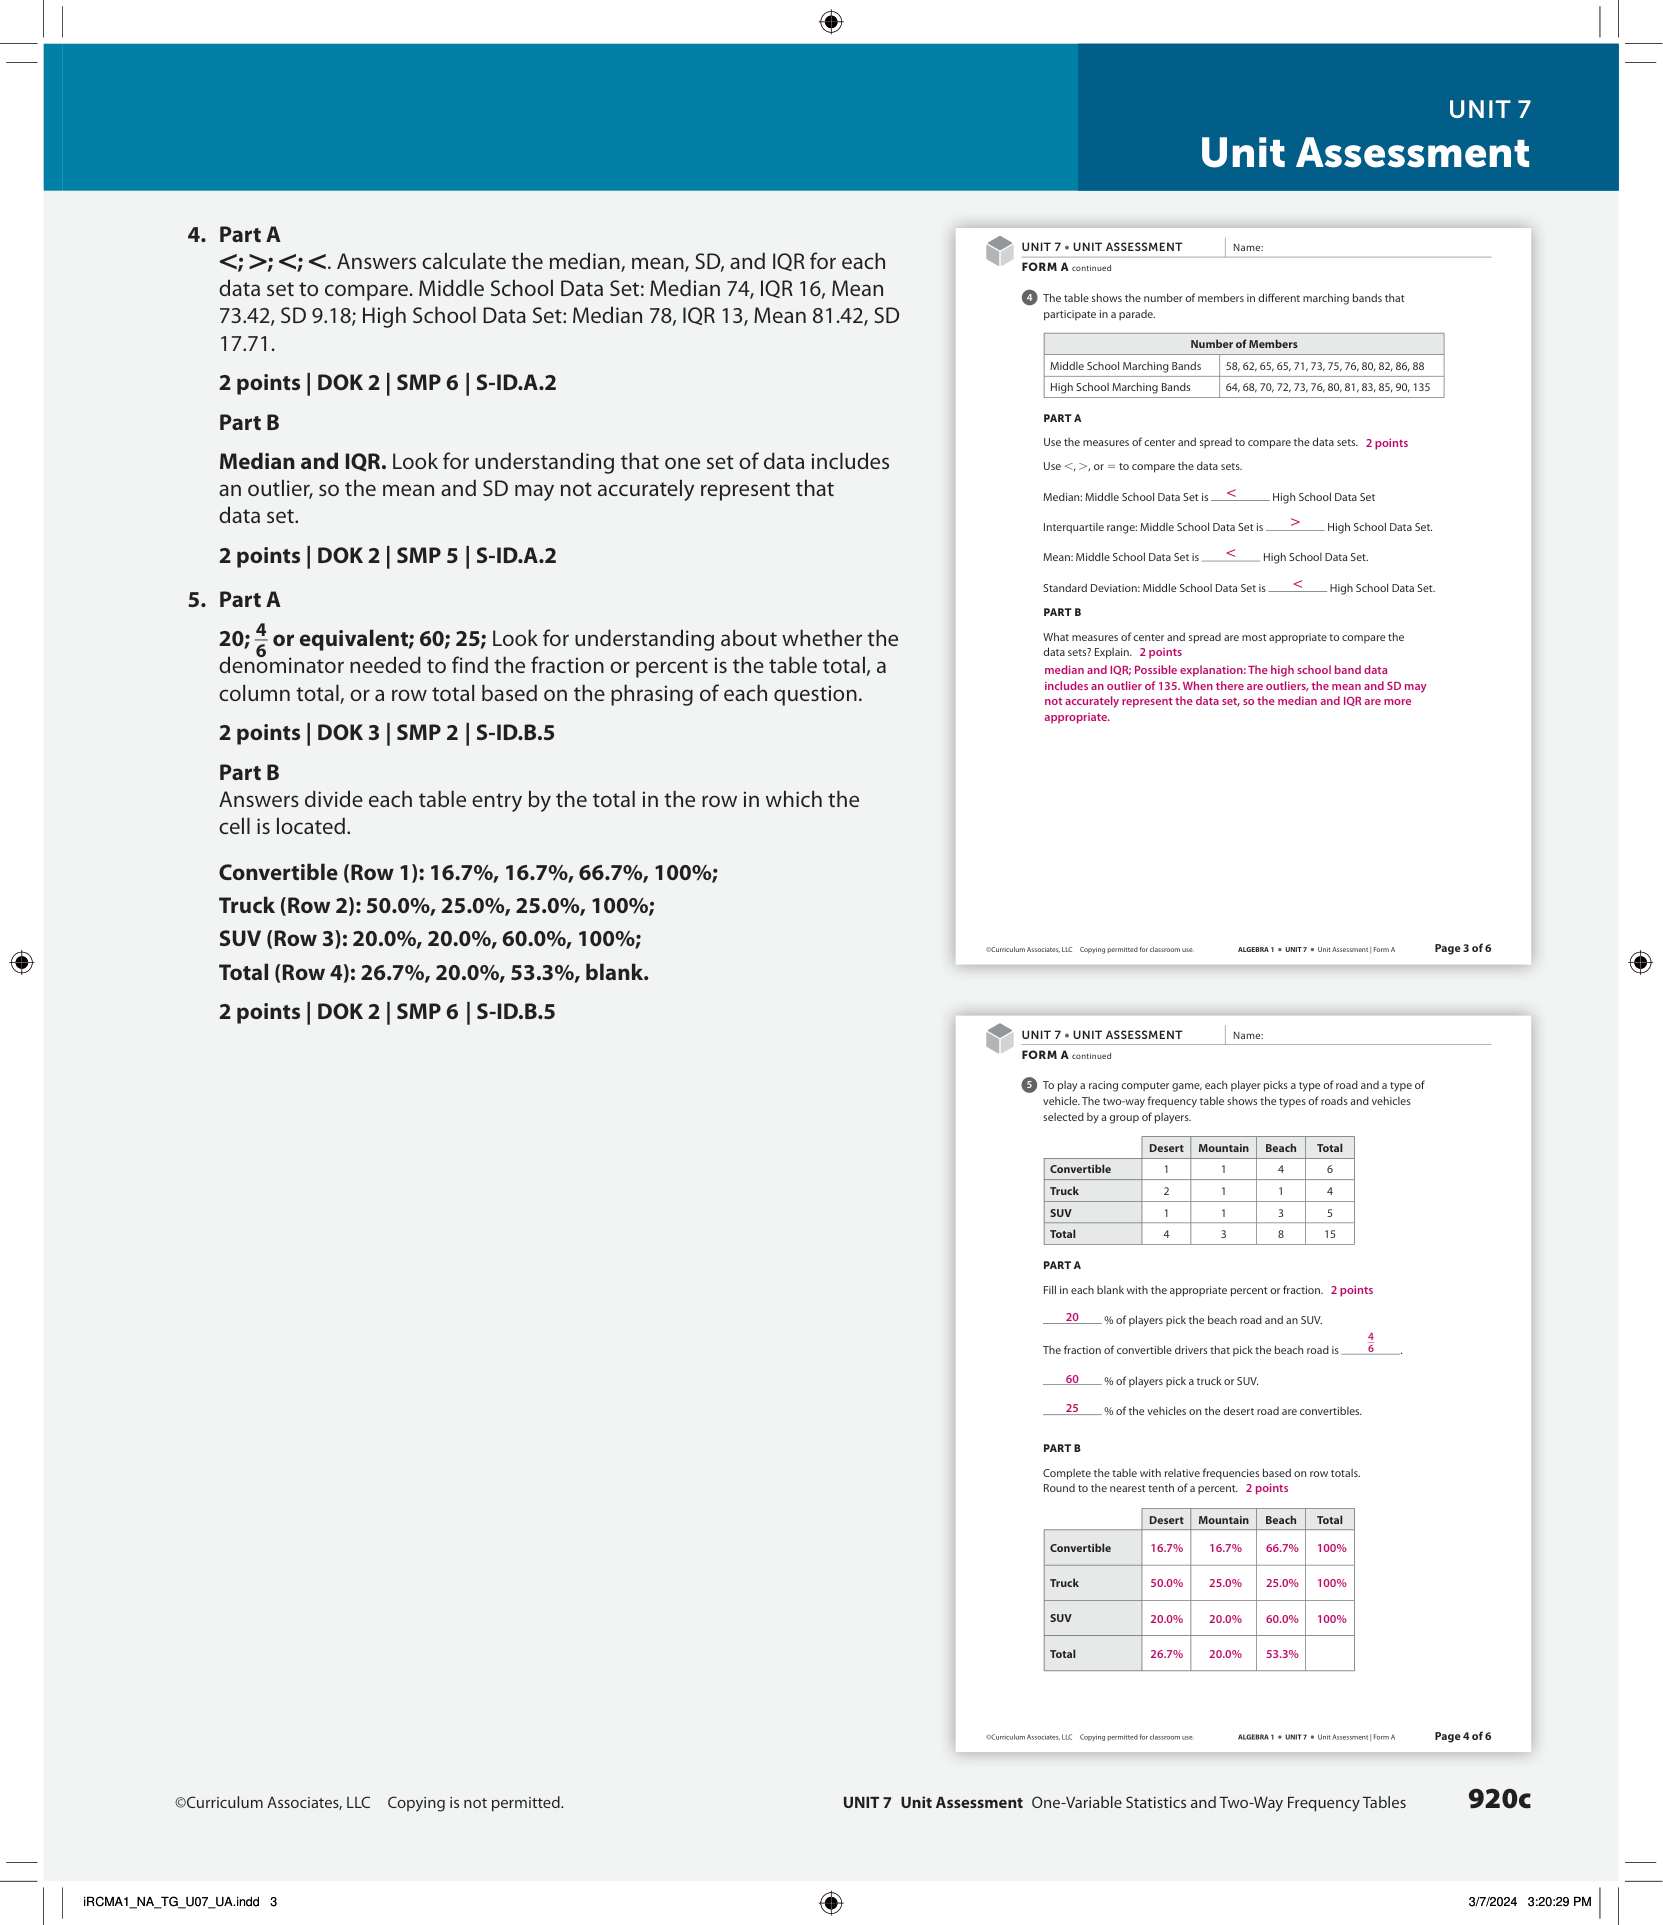 UNIT 7
Unit Assessment
4. Part A
<; >; <; <. Answers calculate the median, mean, SD, and IQR for each
data set to compare. Middle School Data Set: Median 74, IQR 16, Mean
73.42, SD 9.18; High School Data Set: Median 78, IQR 13, Mean 81.42, SD
17.71.
2 points | DOK 2 | SMP 6 | S-ID.A.2
Part B
Median and IQR. Look for understanding that one set of data includes
an outlier, so the mean and SD may not accurately represent that
data set.
2 points | DOK 2 | SMP 5 | S-ID.A.2
5. Part A
20; 4/6 or equivalent; 60; 25; Look for understanding about whether the
denominator needed to find the fraction or percent is the table total, a
column total, or a row total based on the phrasing of each question.
2 points | DOK 3 | SMP 2 | S-ID.B.5
Part B
Answers divide each table entry by the total in the row in which the
cell is located.
Convertible (Row 1): 16.7%, 16.7%, 66.7%, 100%;
Truck (Row 2): 50.0%, 25.0%, 25.0%, 100%;
SUV (Row 3): 20.0%, 20.0%, 60.0%, 100%;
Total (Row 4): 26.7%, 20.0%, 53.3%, blank.
2 points | DOK 2 | SMP 6 | S-ID.B.5
UNIT 7 • UNIT ASSESSMENT Name:
FORM A continued
4 The table shows the number of members in different marching bands that
participate in a parade.
Number of Members
Middle School Marching Bands 58, 62, 65, 65, 71, 73, 75, 76, 80, 82, 86, 88
High School Marching Bands 64, 68, 70, 72, 73, 76, 80, 81, 83, 85, 90, 135
PART A
Use the measures of center and spread to compare the data sets. 2 points
Use <, >, or = to compare the data sets.
Median: Middle School Data Set is < High School Data Set
Interquartile range: Middle School Data Set is > High School Data Set.
Mean: Middle School Data Set is < High School Data Set.
Standard Deviation: Middle School Data Set is < High School Data Set.
PART B
What measures of center and spread are most appropriate to compare the
data sets? Explain. 2 points
median and IQR; Possible explanation: The high school band data
includes an outlier of 135. When there are outliers, the mean and SD may
not accurately represent the data set, so the median and IQR are more
appropriate.
©Curriculum Associates, LLC Copying permitted for classroom use. ALGEBRA 1 • UNIT 7 • Unit Assessment | Form A Page 3 of 6
UNIT 7 • UNIT ASSESSMENT Name:
FORM A continued
5 To play a racing computer game, each player picks a type of road and a type of
vehicle. The two-way frequency table shows the types of roads and vehicles
selected by a group of players.
Desert Mountain Beach Total
Convertible 1 1 4 6
Truck 2 1 1 4
SUV 1 1 3 5
Total 4 3 8 15
PART A
Fill in each blank with the appropriate percent or fraction. 2 points
20 % of players pick the beach road and an SUV.
The fraction of convertible drivers that pick the beach road is 4/6.
60 % of players pick a truck or SUV.
25 % of the vehicles on the desert road are convertibles.
PART B
Complete the table with relative frequencies based on row totals.
Round to the nearest tenth of a percent. 2 points
Desert Mountain Beach Total
Convertible 16.7% 16.7% 66.7% 100%
Truck 50.0% 25.0% 25.0% 100%
SUV 20.0% 20.0% 60.0% 100%
Total 26.7% 20.0% 53.3%
©Curriculum Associates, LLC Copying permitted for classroom use. ALGEBRA 1 • UNIT 7 • Unit Assessment | Form A Page 4 of 6
©Curriculum Associates, LLC Copying is not permitted. UNIT 7 Unit Assessment One-Variable Statistics and Two-Way Frequency Tables 920c
iRCMA1_NA_TG_U07_UA.indd 3 3/7/2024 3:20:29 PM